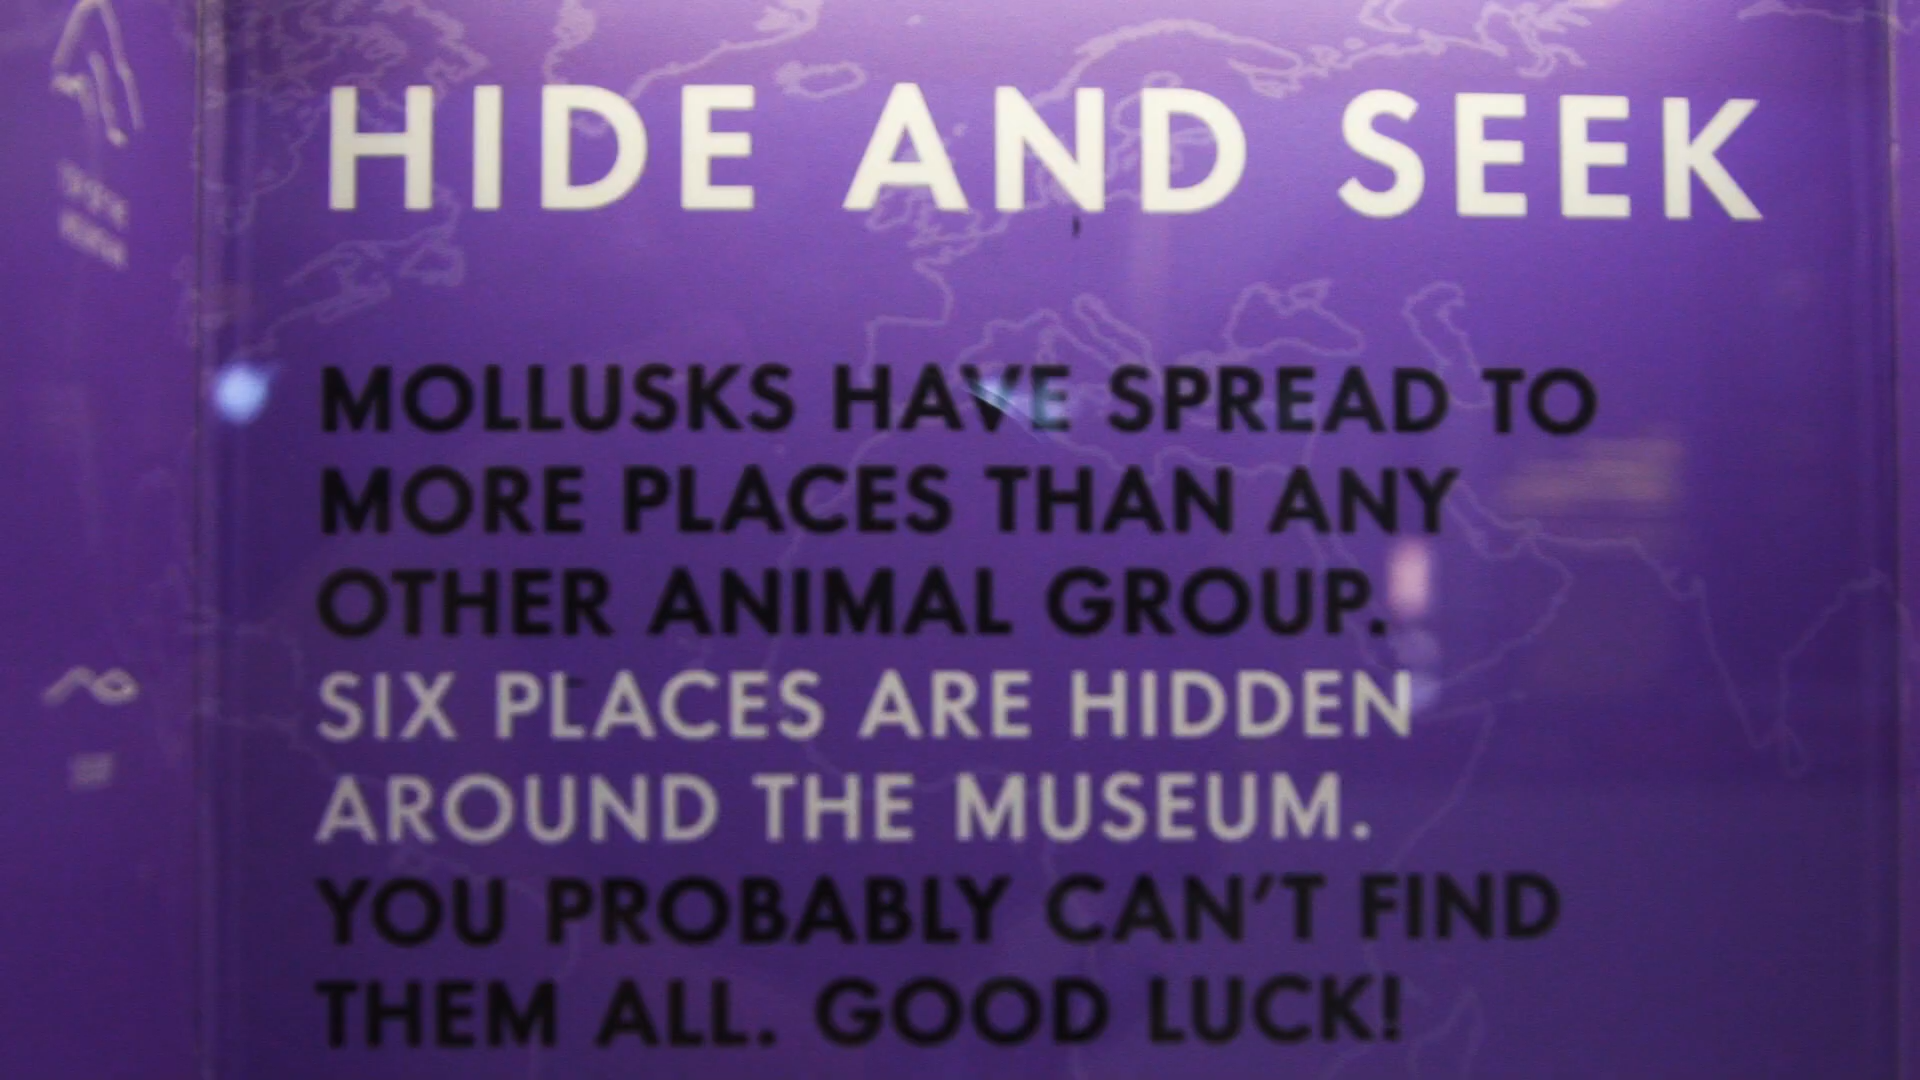 HIDE AND SEEK
MOLLUSKS HAVE SPREAD TO
MORE PLACES THAN ANY
OTHER ANIMAL GROUP.
SIX PLACES ARE HIDDEN
AROUND THE MUSEUM.
YOU PROBABLY CAN'T FIND
THEM ALL. GOOD LUCK!